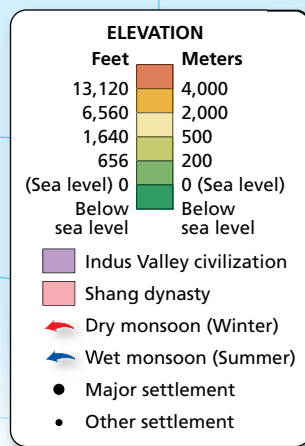 ELEVATION
Feet Meters
13,120 4,000
6,560 2,000
1,640 500
656 200
(Sea level) 0 0 (Sea level)
Below Below
sea level sea level
Indus Valley civilization
Shang dynasty
Dry monsoon (Winter)
Wet monsoon (Summer)
Major settlement
Other settlement